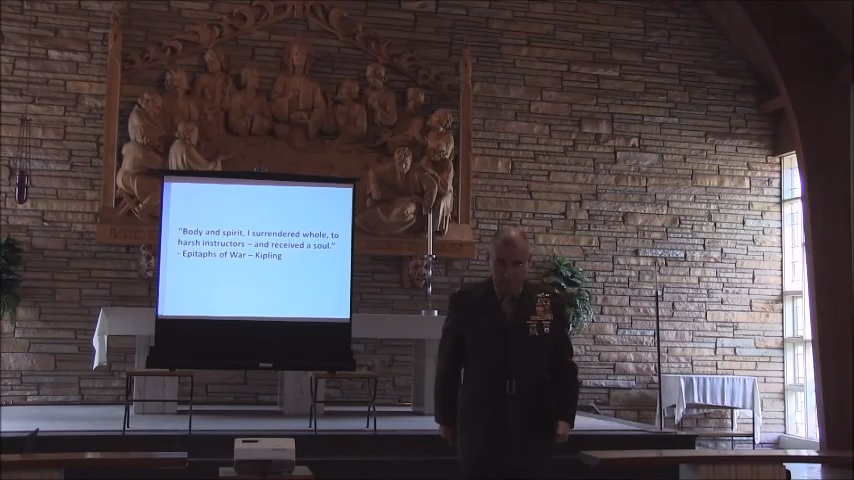 "Body and spirit, I surrendered whole, to
harsh instructors – and received a soul."
- Epitaphs of War – Kipling